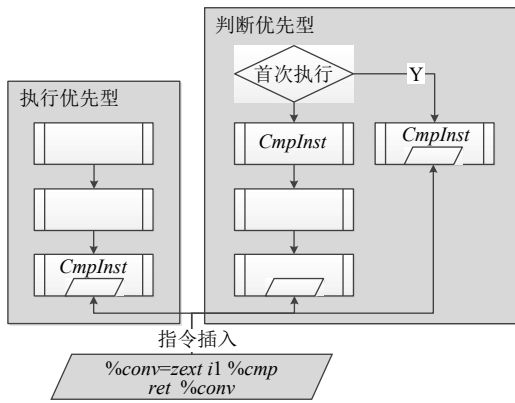 判断优先型
首次执行
Y
执行优先型
CmpInst
CmpInst
CmpInst
指令插入
%conv=zext i1 %cmp
ret %conv